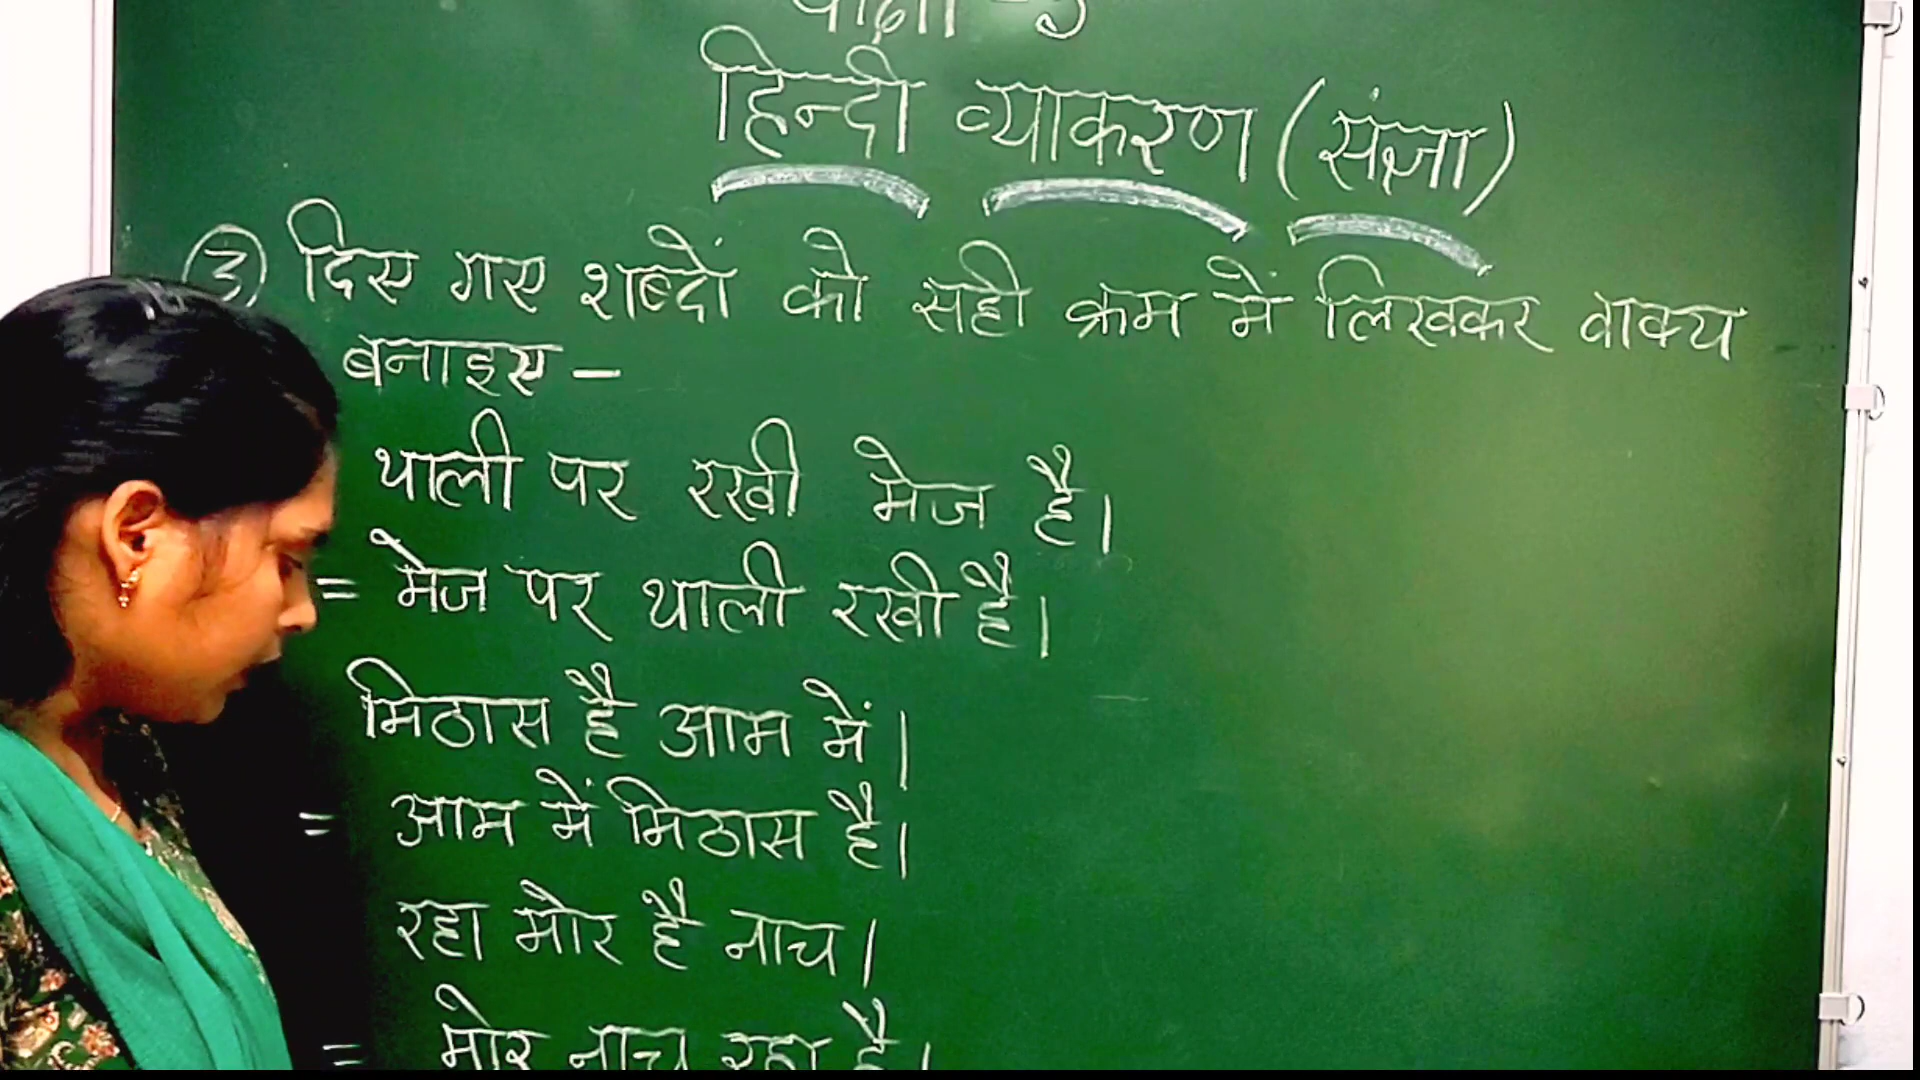 हिन्दी व्याकरण (संज्ञा)
③ दिए गए शब्दों को सही क्रम में लिखकर वाक्य
बनाइए –
थाली पर रखी मेज है।
= मेज पर थाली रखी है।
मिठास है आम में।
= आम में मिठास है।
रहा मोर है नाच।
= मोर नाच रहा है।